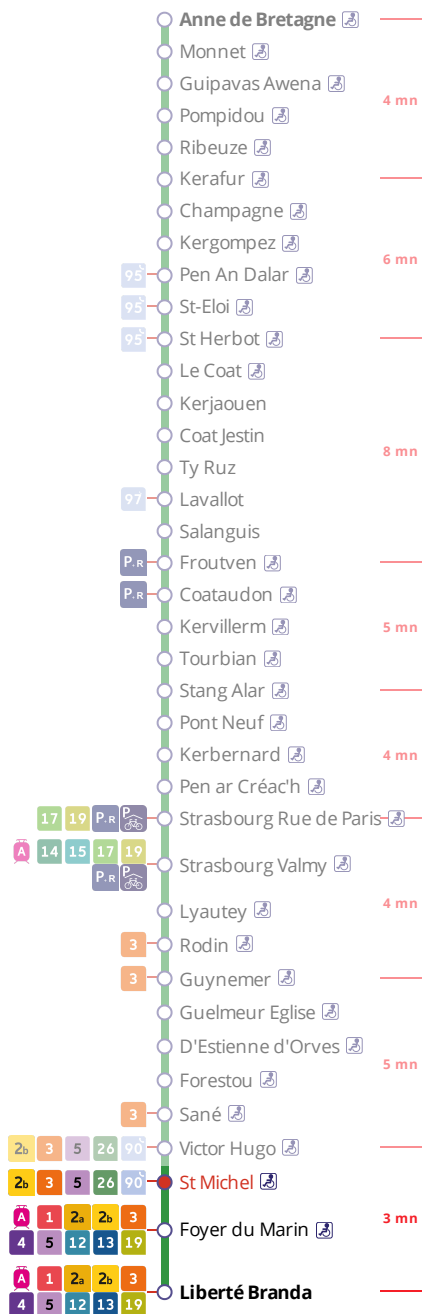 Anne de Bretagne
Monnet
Guipavas Awena
4 mn
Pompidou
Ribeuze
Kerafur
Champagne
Kergompez
6 mn
95 Pen An Dalar
95 St-Eloi
95 St Herbot
Le Coat
Kerjaouen
Coat Jestin
8 mn
Ty Ruz
97 Lavallot
Salanguis
P+R Froutven
P+R Coataudon
Kervillerm
5 mn
Tourbian
Stang Alar
Pont Neuf
Kerbernard
4 mn
Pen ar Créac'h
17 19 P+R P Strasbourg Rue de Paris
A 14 15 17 19
Strasbourg Valmy
P+R P
Lyautey
4 mn
3 Rodin
3 Guynemer
Guelmeur Eglise
D'Estienne d'Orves
5 mn
Forestou
3 Sané
2b 3 5 26 90 Victor Hugo
2b 3 5 26 90 St Michel
A 1 2a 2b 3
Foyer du Marin
3 mn
4 5 12 13 19
A 1 2a 2b 3
Liberté Branda
4 5 12 13 19